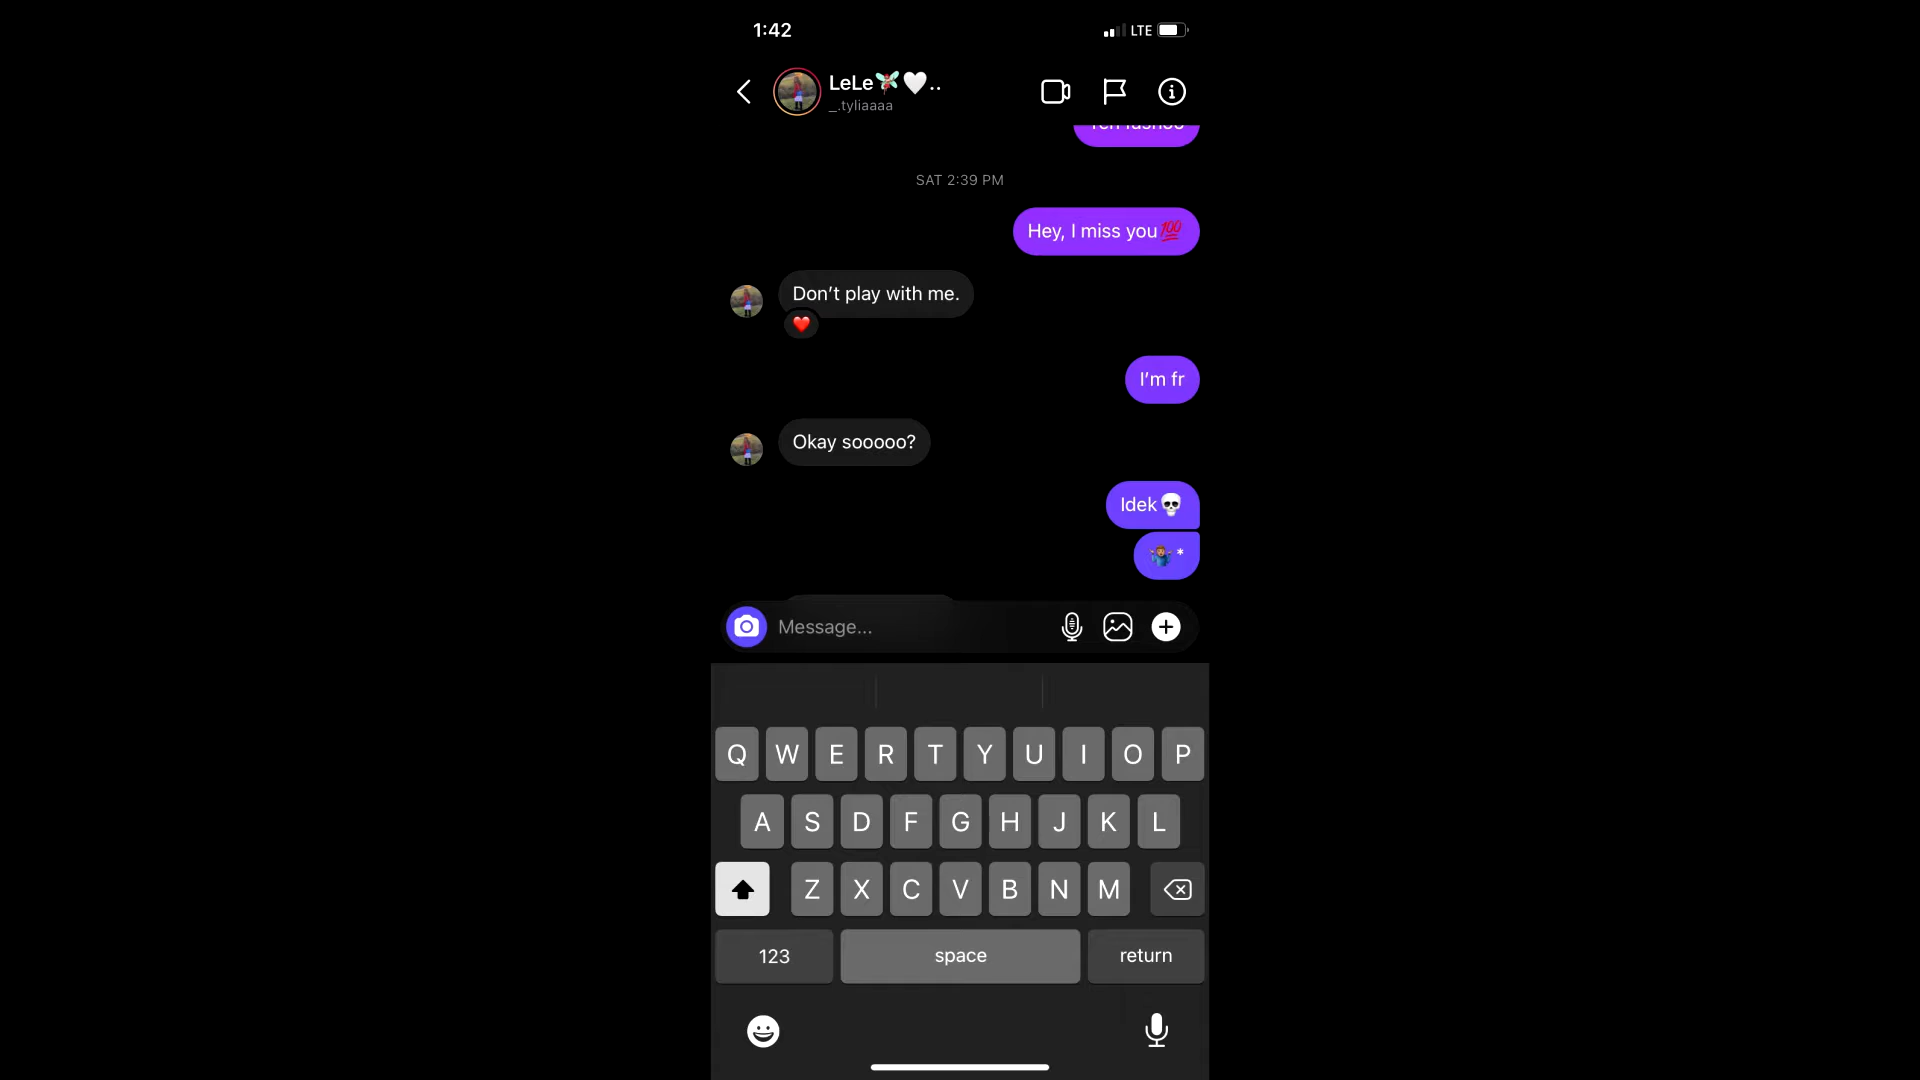 1:42
LTE
LeLe🧚🤍..
_.tyliaaaa
SAT 2:39 PM
Hey, I miss you💯
Don’t play with me.
I’m fr
Okay sooooo?
Idek💀
🤷🏽‍♂️*
Message...
Q W E R T Y U I O P
A S D F G H J K L
Z X C V B N M
123 space return